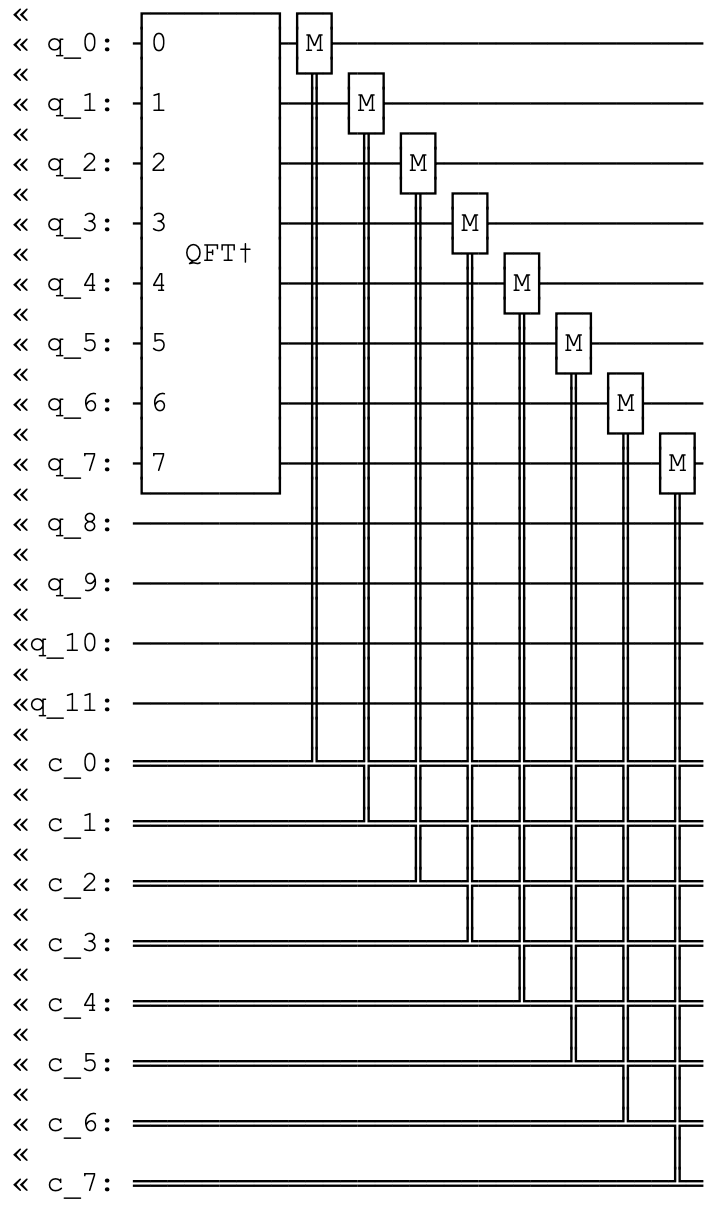 «
« q_0: 0 M
«
« q_1: 1 M
«
« q_2: 2 M
«
« q_3: 3 M
« QFT†
« q_4: 4 M
«
« q_5: 5 M
«
« q_6: 6 M
«
« q_7: 7 M
«
« q_8:
«
« q_9:
«
«q_10:
«
«q_11:
«
« c_0:
«
« c_1:
«
« c_2:
«
« c_3:
«
« c_4:
«
« c_5:
«
« c_6:
«
« c_7: